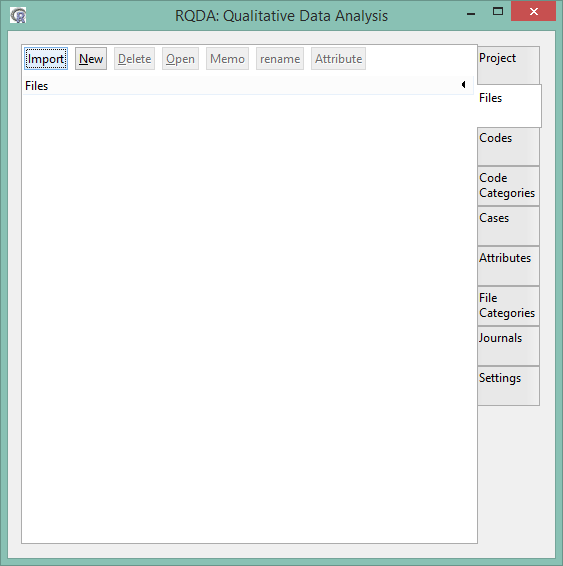 RQDA: Qualitative Data Analysis
Import New Delete Open Memo rename Attribute
Files
Project
Files
Codes
Code
Categories
Cases
Attributes
File
Categories
Journals
Settings